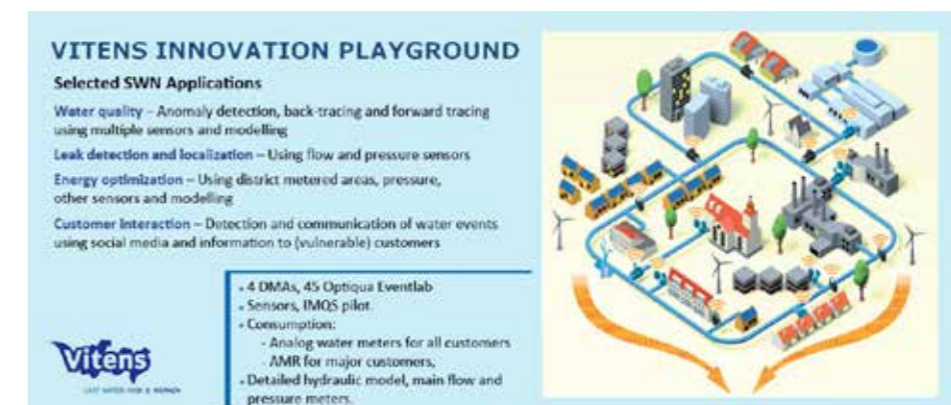 VITENS INNOVATION PLAYGROUND
Selected SWN Applications
Water quality – Anomaly detection, back-tracing and forward tracing
using multiple sensors and modelling
Leak detection and localization – Using flow and pressure sensors
Energy optimization – Using district metered areas, pressure,
other sensors and modelling
Customer interaction – Detection and communication of water events
using social media and information to (vulnerable) customers
• 4 DMAs, 45 Optiqua Eventlab
• Sensors, IMQS pilot.
• Consumption:
- Analog water meters for all customers
- AMR for major customers,
• Detailed hydraulic model, main flow and
pressure meters.
Vitens